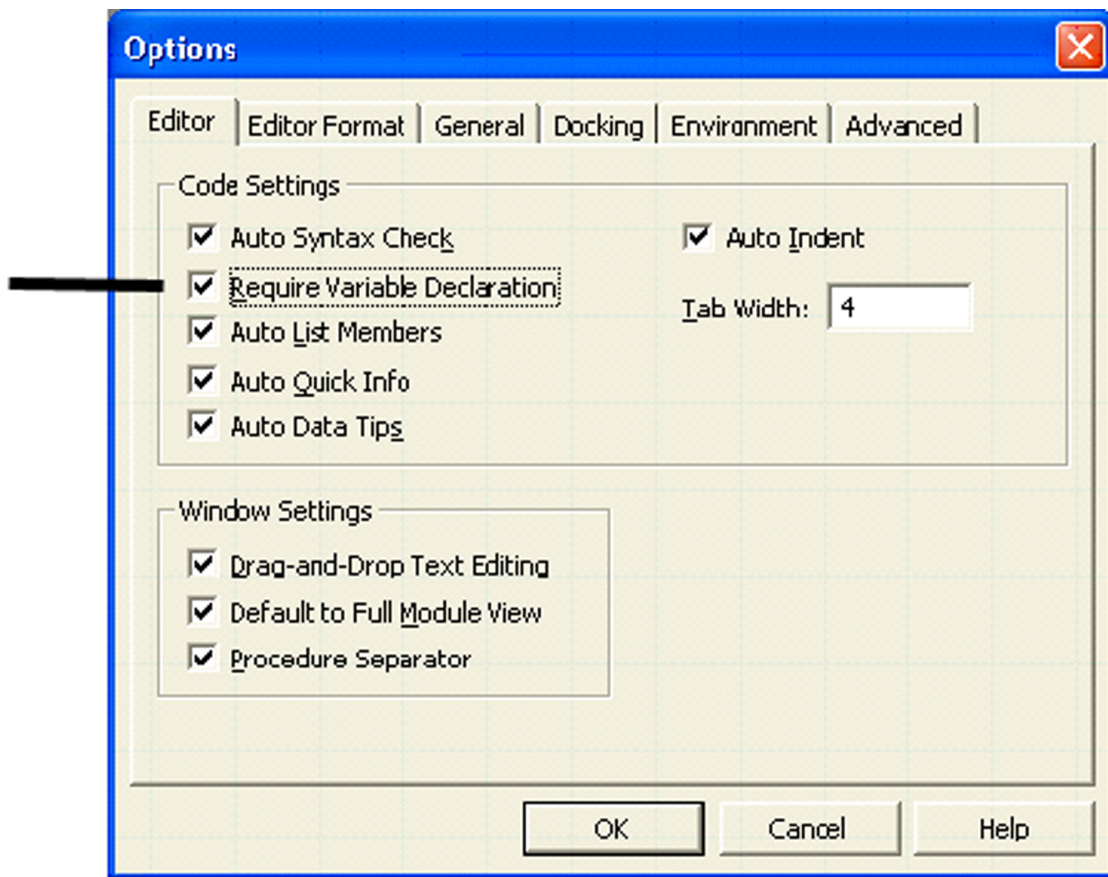 Options
Editor Editor Format General Docking Environment Advanced
Code Settings
Auto Syntax Check
Auto Indent
Require Variable Declaration
Tab Width: 4
Auto List Members
Auto Quick Info
Auto Data Tips
Window Settings
Drag-and-Drop Text Editing
Default to Full Module View
Procedure Separator
OK Cancel Help